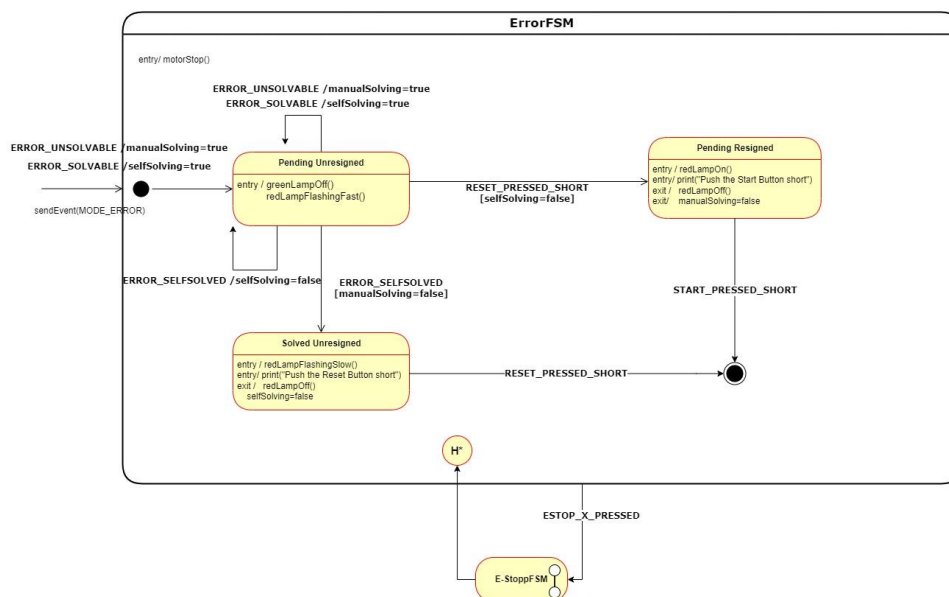 ErrorFSM
entry/ motorStop()
ERROR_UNSOLVABLE /manualSolving=true
ERROR_SOLVABLE /selfSolving=true
ERROR_UNSOLVABLE /manualSolving=true
ERROR_SOLVABLE /selfSolving=true
sendEvent(MODE_ERROR)
Pending Unresigned
entry / greenLampOff()
redLampFlashingFast()
RESET_PRESSED_SHORT
[selfSolving=false]
Pending Resigned
entry / redLampOn()
entry/ print("Push the Start Button short")
exit / redLampOff()
exit/ manualSolving=false
ERROR_SELFSOLVED /selfSolving=false
ERROR_SELFSOLVED
[manualSolving=false]
START_PRESSED_SHORT
Solved Unresigned
entry / redLampFlashingSlow()
entry/ print("Push the Reset Button short")
exit / redLampOff()
selfSolving=false
RESET_PRESSED_SHORT
H*
ESTOP_X_PRESSED
E-StoppFSM